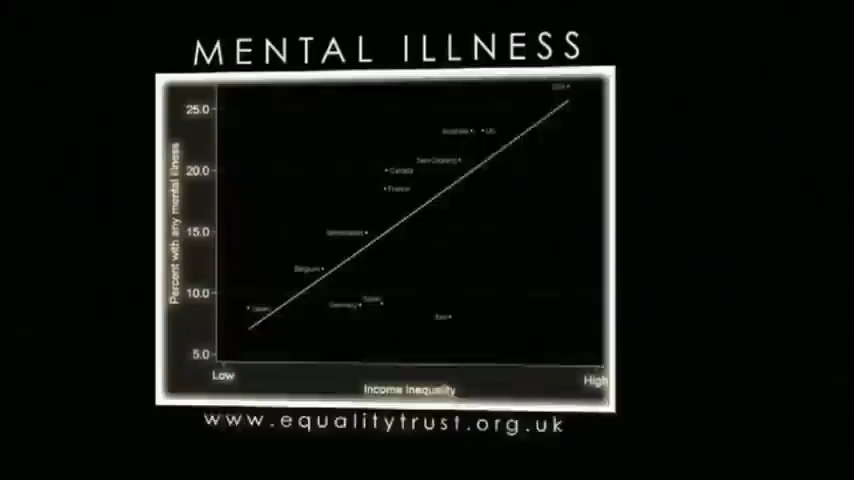 MENTAL ILLNESS
USA
25.0
Australia
UK
New Zealand
20.0
Canada
France
Percent with any mental illness
15.0
Netherlands
Belgium
10.0
Japan
Germany
Spain
Italy
5.0
Low
High
Income Inequality
www.equalitytrust.org.uk